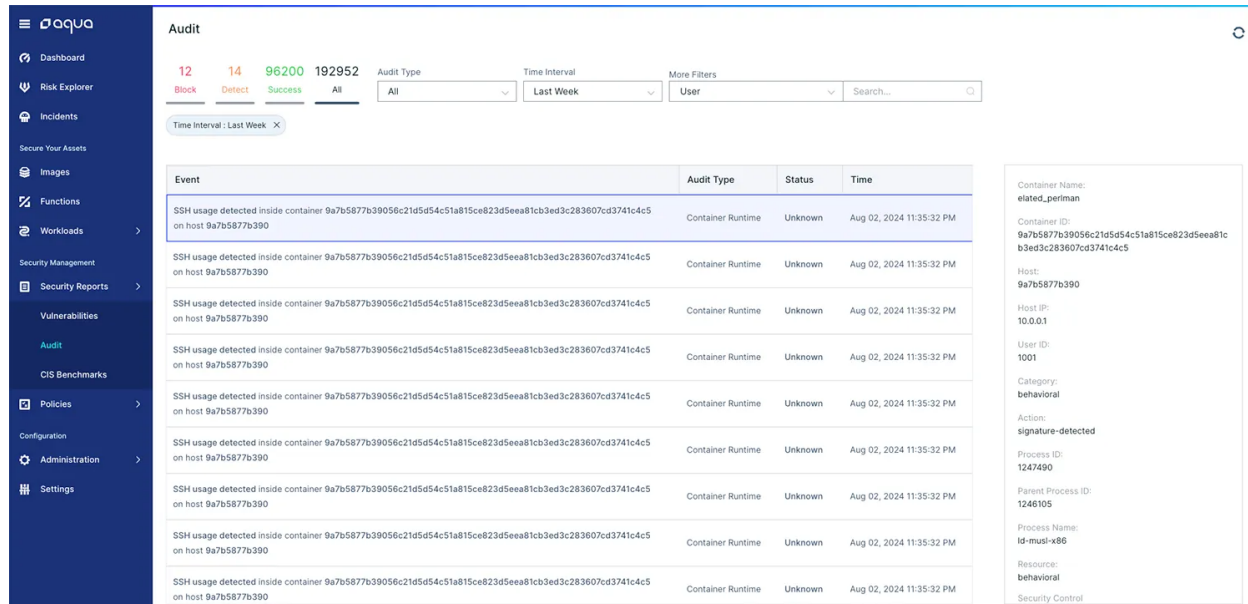 aqua
Audit
Dashboard
Risk Explorer
Incidents
Secure Your Assets
Images
Functions
Workloads
Security Management
Security Reports
Vulnerabilities
Audit
CIS Benchmarks
Policies
Configuration
Administration
Settings
12 14 96200 192952
Block Detect Success All
Audit Type
All
Time Interval
Last Week
More Filters
User
Search...
Time Interval : Last Week
Event Audit Type Status Time
SSH usage detected inside container 9a7b5877b39056c21d5d54c51a815ce823d5eea81cb3ed3c283607cd3741c4c5
on host 9a7b5877b390
Container Runtime Unknown Aug 02, 2024 11:35:32 PM
SSH usage detected inside container 9a7b5877b39056c21d5d54c51a815ce823d5eea81cb3ed3c283607cd3741c4c5
on host 9a7b5877b390
Container Runtime Unknown Aug 02, 2024 11:35:32 PM
SSH usage detected inside container 9a7b5877b39056c21d5d54c51a815ce823d5eea81cb3ed3c283607cd3741c4c5
on host 9a7b5877b390
Container Runtime Unknown Aug 02, 2024 11:35:32 PM
SSH usage detected inside container 9a7b5877b39056c21d5d54c51a815ce823d5eea81cb3ed3c283607cd3741c4c5
on host 9a7b5877b390
Container Runtime Unknown Aug 02, 2024 11:35:32 PM
SSH usage detected inside container 9a7b5877b39056c21d5d54c51a815ce823d5eea81cb3ed3c283607cd3741c4c5
on host 9a7b5877b390
Container Runtime Unknown Aug 02, 2024 11:35:32 PM
SSH usage detected inside container 9a7b5877b39056c21d5d54c51a815ce823d5eea81cb3ed3c283607cd3741c4c5
on host 9a7b5877b390
Container Runtime Unknown Aug 02, 2024 11:35:32 PM
SSH usage detected inside container 9a7b5877b39056c21d5d54c51a815ce823d5eea81cb3ed3c283607cd3741c4c5
on host 9a7b5877b390
Container Runtime Unknown Aug 02, 2024 11:35:32 PM
SSH usage detected inside container 9a7b5877b39056c21d5d54c51a815ce823d5eea81cb3ed3c283607cd3741c4c5
on host 9a7b5877b390
Container Runtime Unknown Aug 02, 2024 11:35:32 PM
SSH usage detected inside container 9a7b5877b39056c21d5d54c51a815ce823d5eea81cb3ed3c283607cd3741c4c5
on host 9a7b5877b390
Container Runtime Unknown Aug 02, 2024 11:35:32 PM
Container Name:
elated_perlman
Container ID:
9a7b5877b39056c21d5d54c51a815ce823d5eea81c
b3ed3c283607cd3741c4c5
Host:
9a7b5877b390
Host IP:
10.0.0.1
User ID:
1001
Category:
behavioral
Action:
signature-detected
Process ID:
1247490
Parent Process ID:
1246105
Process Name:
ld-musl-x86
Resource:
behavioral
Security Control